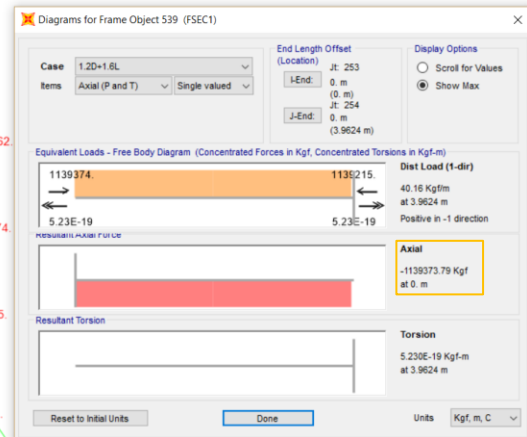 Diagrams for Frame Object 539 (FSEC1)
Case 1.2D+1.6L
Items Axial (P and T) Single valued
End Length Offset
(Location)
Jt: 253
I-End: 0. m
(0. m)
Jt: 254
J-End: 0. m
(3.9624 m)
Display Options
Scroll for Values
Show Max
Equivalent Loads - Free Body Diagram (Concentrated Forces in Kgf, Concentrated Torsions in Kgf-m)
1139374. 1139215.
5.23E-19 5.23E-19
Dist Load (1-dir)
40.16 Kgf/m
at 3.9624 m
Positive in -1 direction
Resultant Axial Force
Axial
-1139373.79 Kgf
at 0. m
Resultant Torsion
Torsion
5.230E-19 Kgf-m
at 3.9624 m
Reset to Initial Units Done Units Kgf, m, C